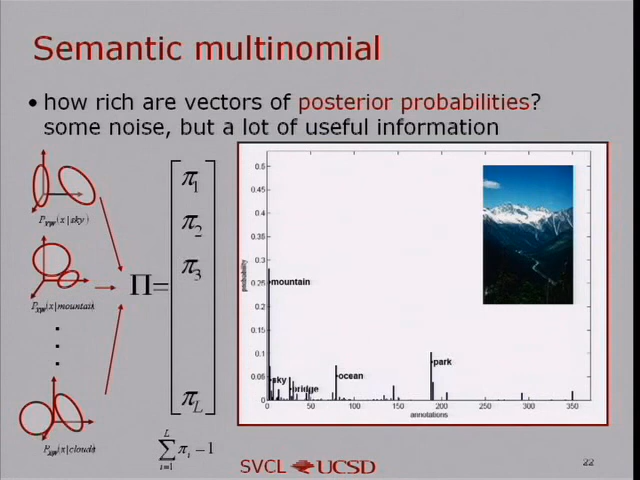 Semantic multinomial
• how rich are vectors of posterior probabilities?
some noise, but a lot of useful information
P_X|W(x|sky)
P_X|W(x|mountain)
P_X|W(x|clouds)
Π=
π1
π2
π3
πL
L
∑ πi = 1
i=1
probability
0.5
0.45
0.4
0.35
0.3
0.25
0.2
0.15
0.1
0.05
0
mountain
sky
bridge
ocean
park
0 50 100 150 200 250 300 350
annotations
SVCL UCSD
22